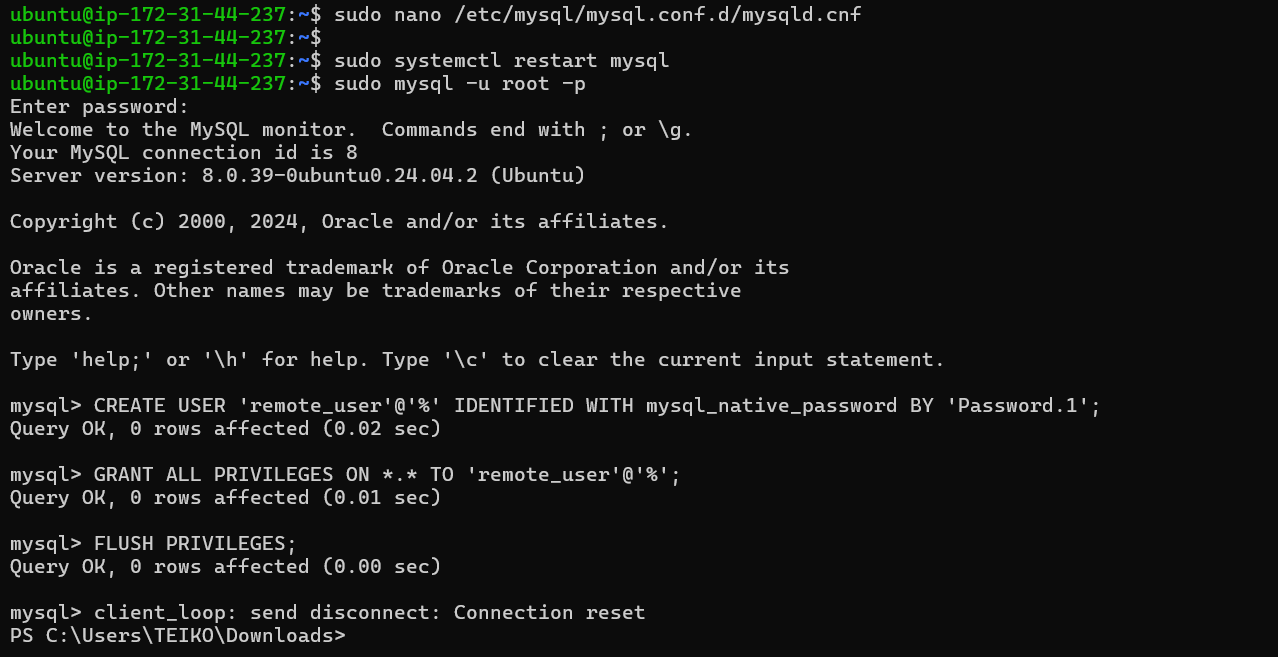 ubuntu@ip-172-31-44-237:~$ sudo nano /etc/mysql/mysql.conf.d/mysqld.cnf
ubuntu@ip-172-31-44-237:~$
ubuntu@ip-172-31-44-237:~$ sudo systemctl restart mysql
ubuntu@ip-172-31-44-237:~$ sudo mysql -u root -p
Enter password:
Welcome to the MySQL monitor.  Commands end with ; or \g.
Your MySQL connection id is 8
Server version: 8.0.39-0ubuntu0.24.04.2 (Ubuntu)
Copyright (c) 2000, 2024, Oracle and/or its affiliates.
Oracle is a registered trademark of Oracle Corporation and/or its
affiliates. Other names may be trademarks of their respective
owners.
Type 'help;' or '\h' for help. Type '\c' to clear the current input statement.
mysql> CREATE USER 'remote_user'@'%' IDENTIFIED WITH mysql_native_password BY 'Password.1';
Query OK, 0 rows affected (0.02 sec)
mysql> GRANT ALL PRIVILEGES ON *.* TO 'remote_user'@'%';
Query OK, 0 rows affected (0.01 sec)
mysql> FLUSH PRIVILEGES;
Query OK, 0 rows affected (0.00 sec)
mysql> client_loop: send disconnect: Connection reset
PS C:\Users\TEIKO\Downloads>